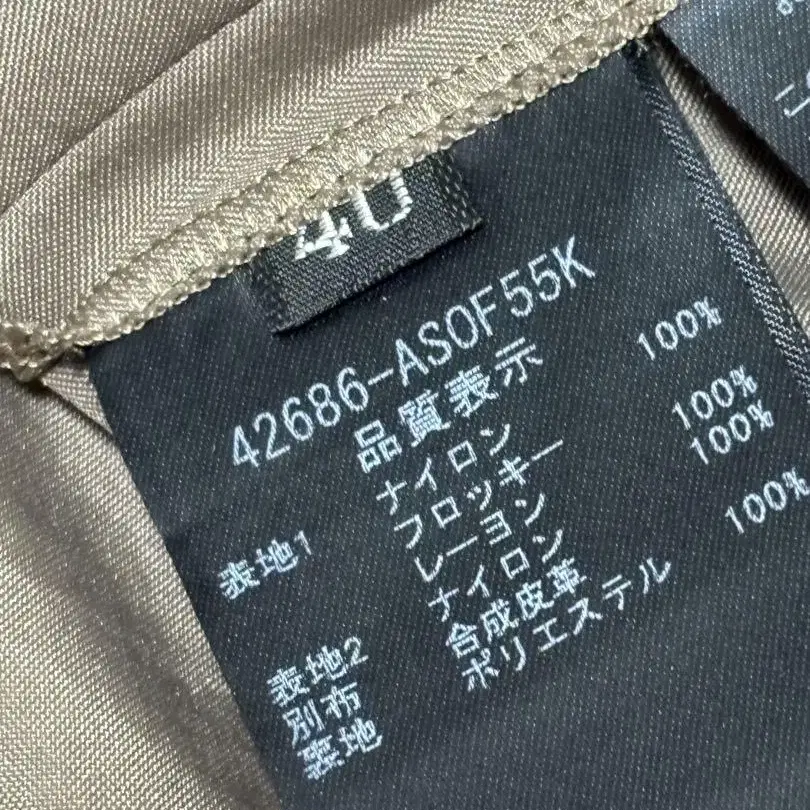 40
42686-ASOF55K
品質表示
表地1 ナイロン 100%
フロッキー
レーヨン 100%
表地2 ナイロン 100%
別布 合成皮革
表地 ポリエステル 100%